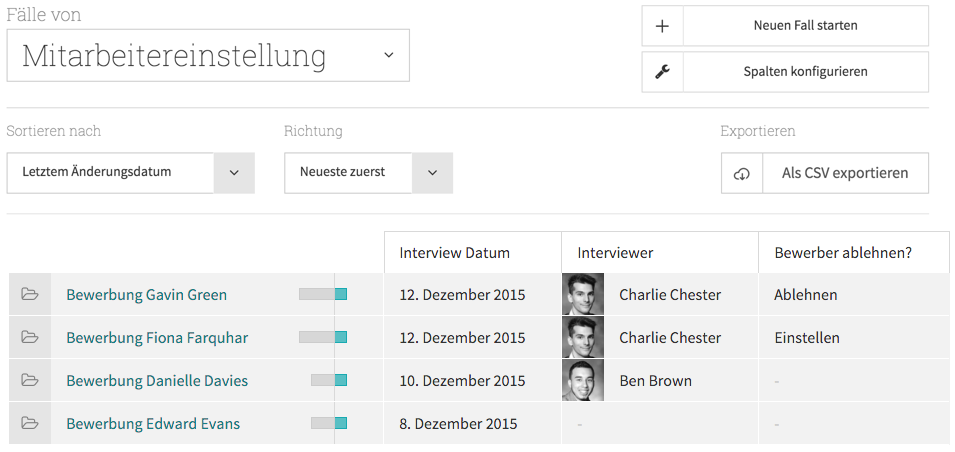 Fälle von
Mitarbeitereinstellung
Neuen Fall starten
Spalten konfigurieren
Sortieren nach Richtung Exportieren
Letztem Änderungsdatum Neueste zuerst Als CSV exportieren
Interview Datum Interviewer Bewerber ablehnen?
Bewerbung Gavin Green 12. Dezember 2015 Charlie Chester Ablehnen
Bewerbung Fiona Farquhar 12. Dezember 2015 Charlie Chester Einstellen
Bewerbung Danielle Davies 10. Dezember 2015 Ben Brown -
Bewerbung Edward Evans 8. Dezember 2015 - -